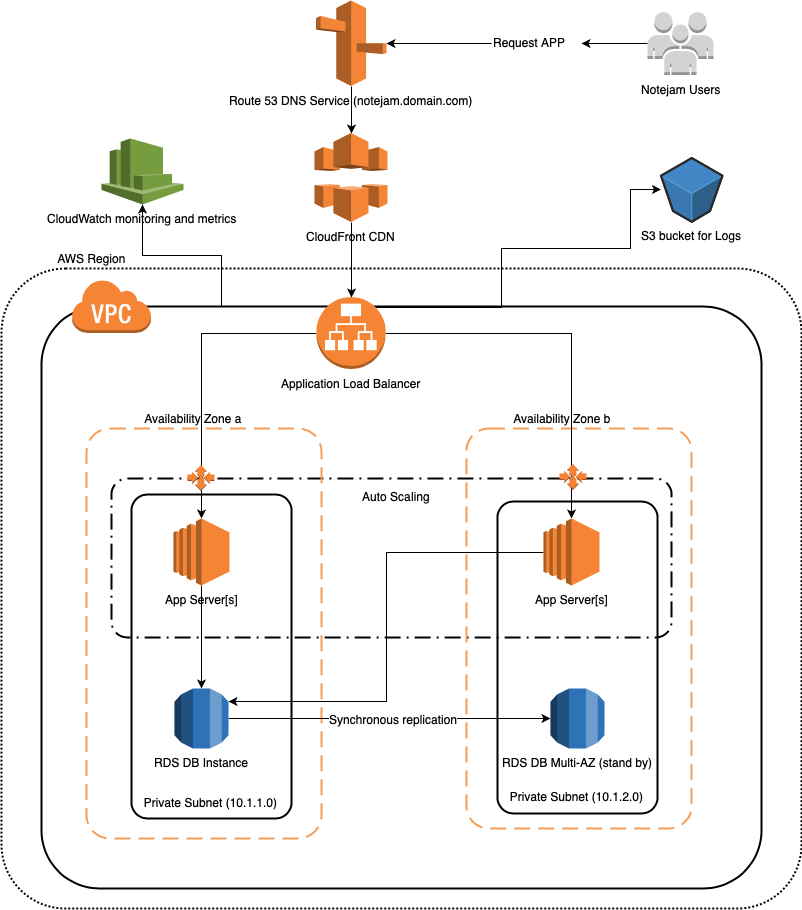 Request APP
Notejam Users
Route 53 DNS Service (notejam.domain.com)
CloudWatch monitoring and metrics
CloudFront CDN
S3 bucket for Logs
AWS Region
VPC
Application Load Balancer
Availability Zone a
Availability Zone b
Auto Scaling
App Server[s]
App Server[s]
Synchronous replication
RDS DB Instance
RDS DB Multi-AZ (stand by)
Private Subnet (10.1.1.0)
Private Subnet (10.1.2.0)